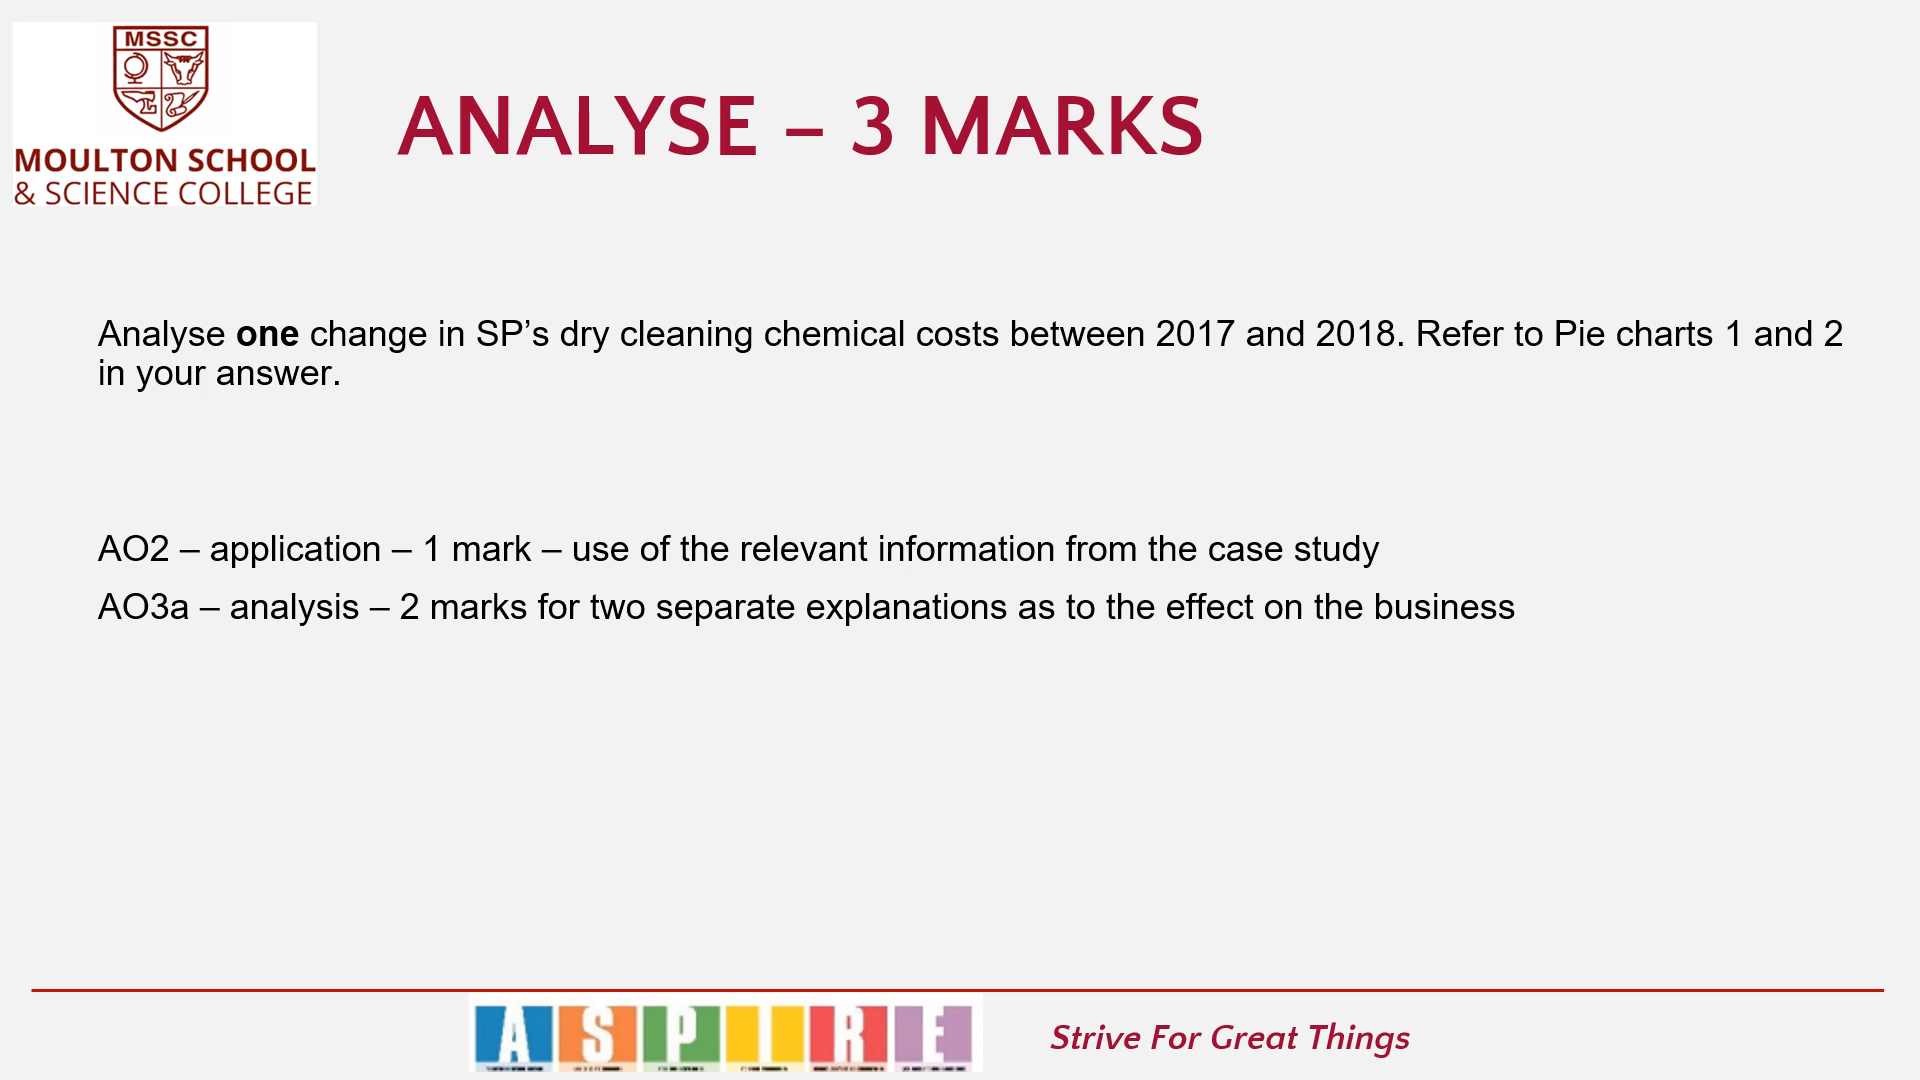 MSSC
MOULTON SCHOOL
& SCIENCE COLLEGE
ANALYSE – 3 MARKS
Analyse one change in SP’s dry cleaning chemical costs between 2017 and 2018. Refer to Pie charts 1 and 2
in your answer.
AO2 – application – 1 mark – use of the relevant information from the case study
AO3a – analysis – 2 marks for two separate explanations as to the effect on the business
ASPIRE
Strive For Great Things